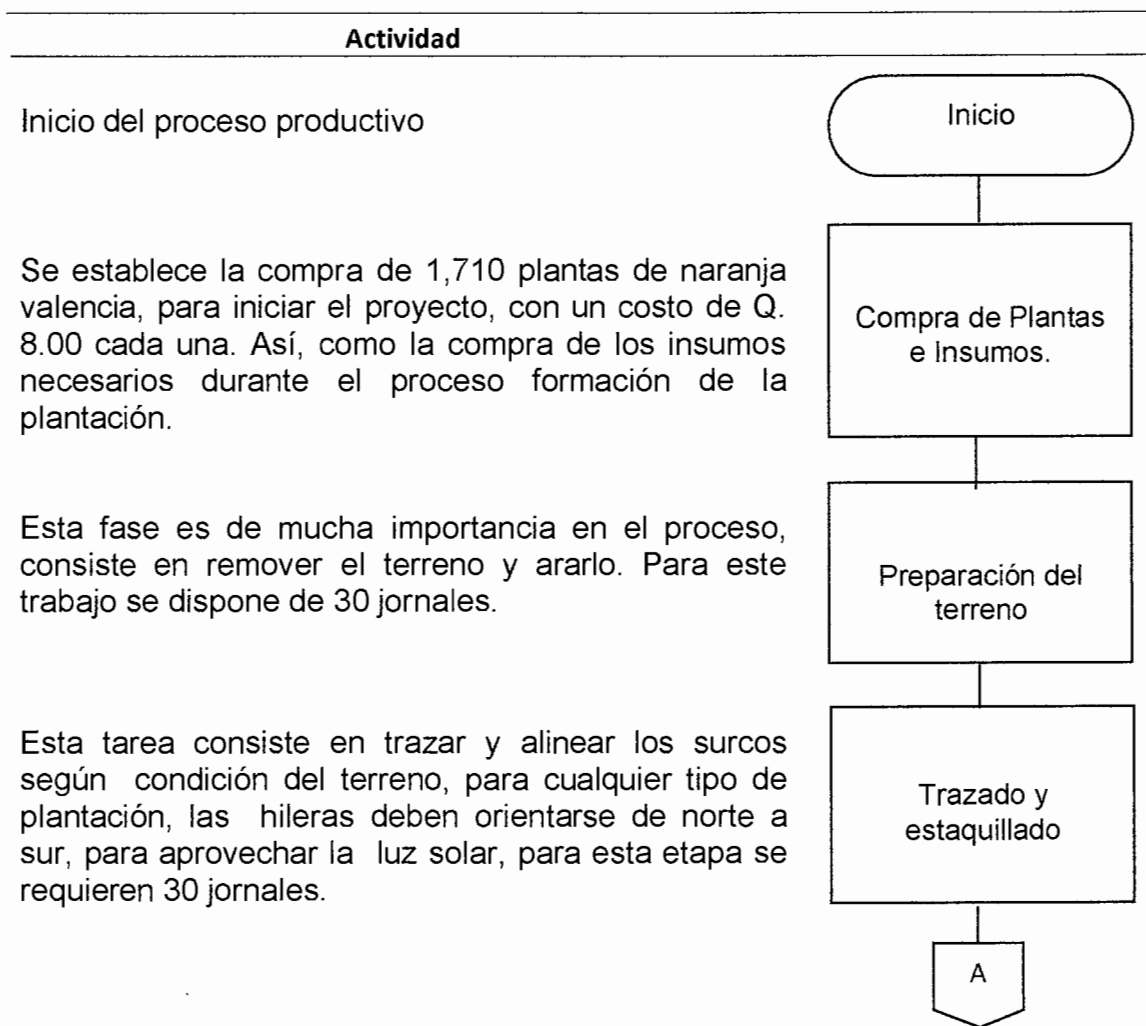 Actividad
Inicio del proceso productivo
Inicio
Se establece la compra de 1,710 plantas de naranja
valencia, para iniciar el proyecto, con un costo de Q.
8.00 cada una. Así, como la compra de los insumos
necesarios durante el proceso formación de la
plantación.
Compra de Plantas
e Insumos.
Esta fase es de mucha importancia en el proceso,
consiste en remover el terreno y ararlo. Para este
trabajo se dispone de 30 jornales.
Preparación del
terreno
Esta tarea consiste en trazar y alinear los surcos
según condición del terreno, para cualquier tipo de
plantación, las hileras deben orientarse de norte a
sur, para aprovechar la luz solar, para esta etapa se
requieren 30 jornales.
Trazado y
estaquillado
A